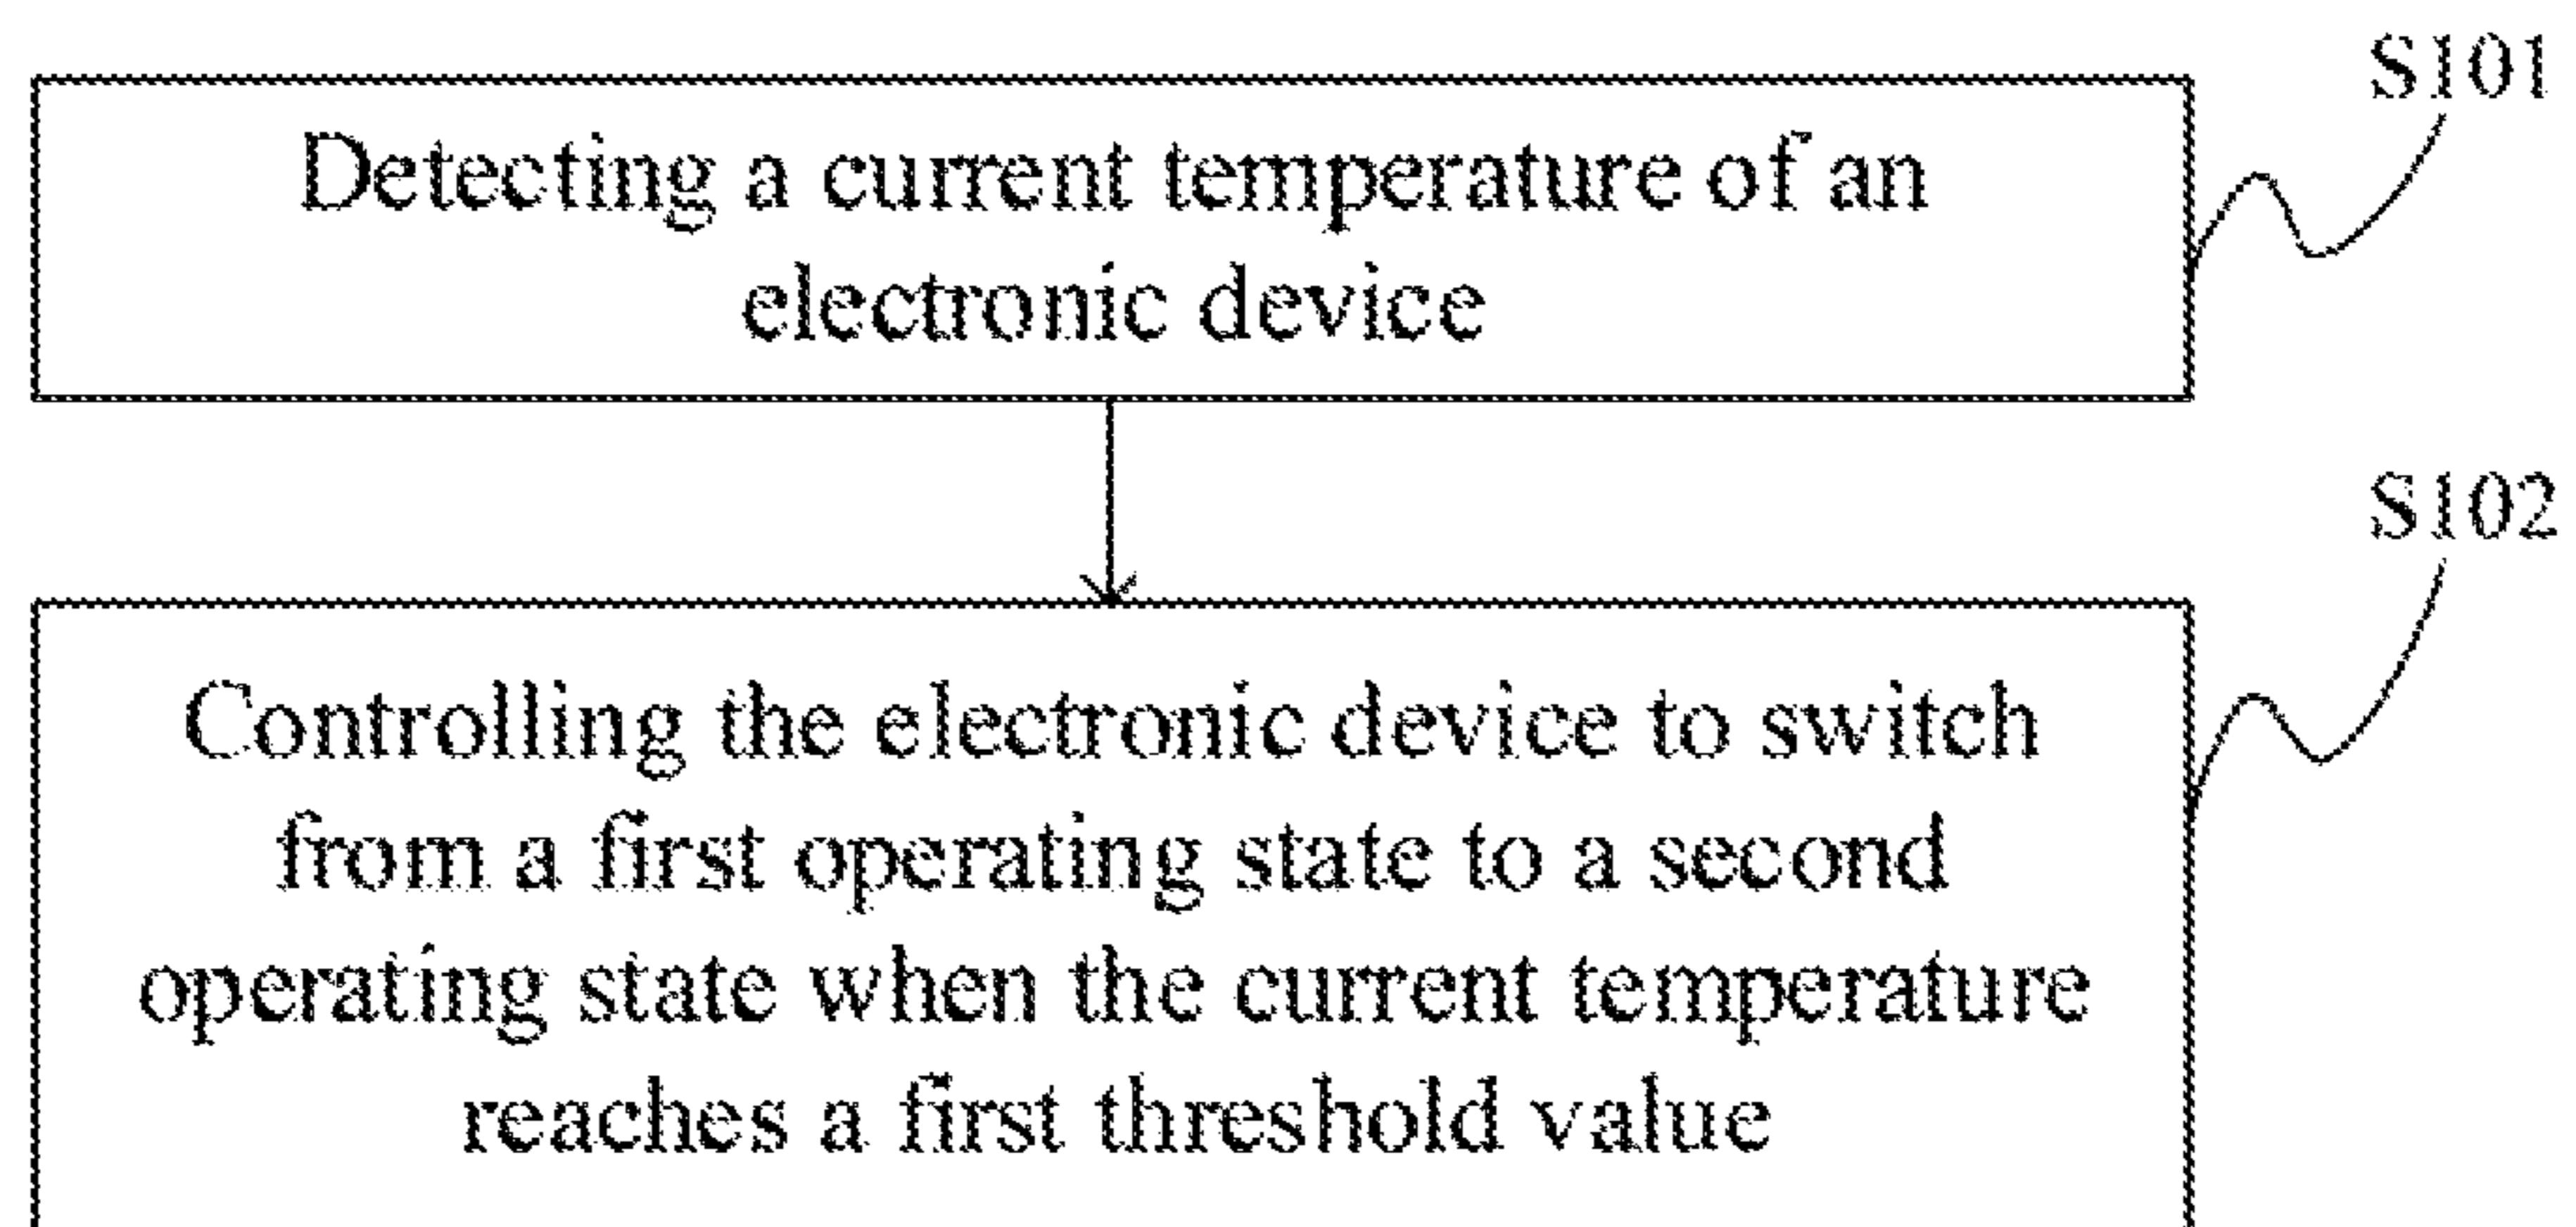 S101
Detecting a current temperature of an
electronic device
S102
Controlling the electronic device to switch
from a first operating state to a second
operating state when the current temperature
reaches a first threshold value